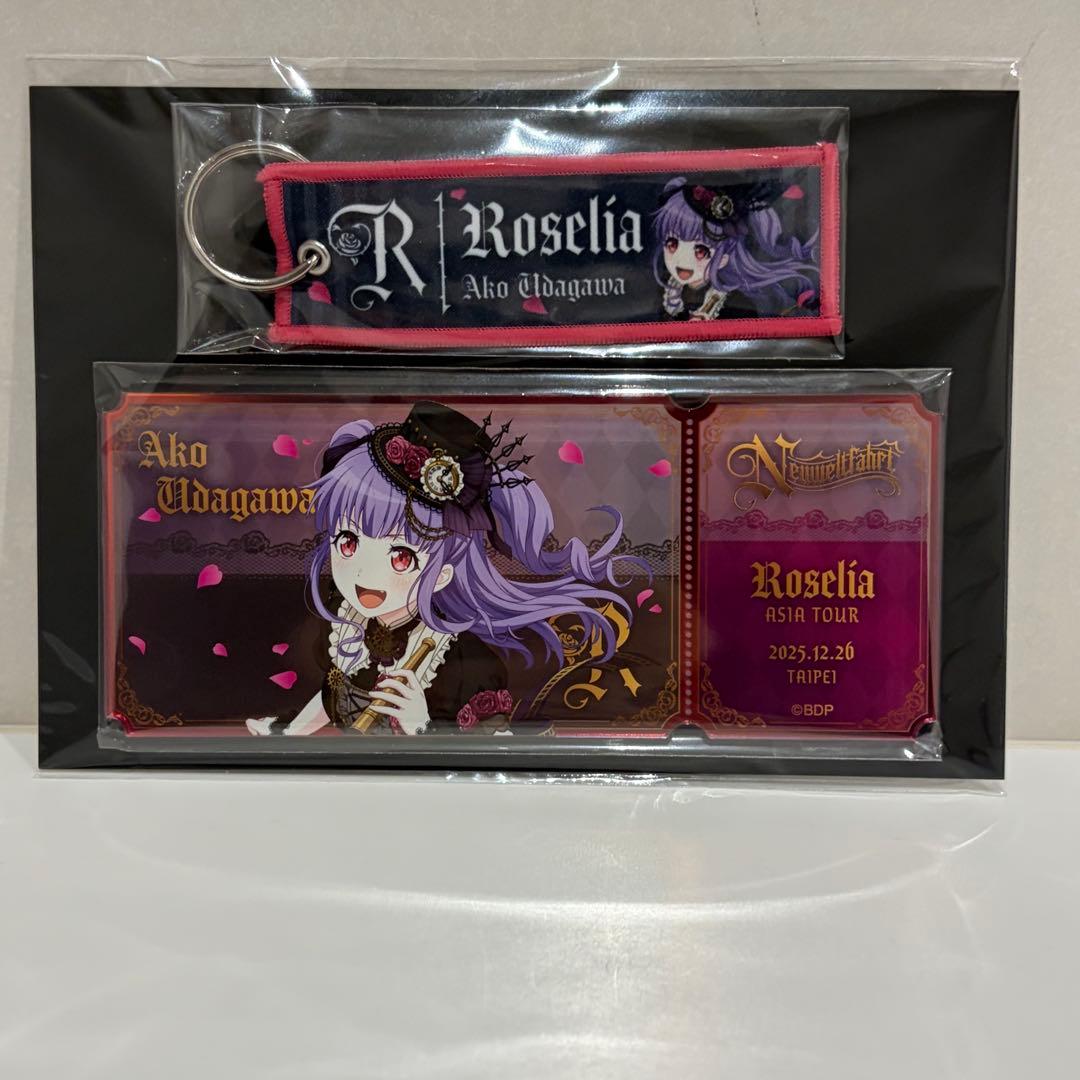 R
Roselia
Ako Udagawa
Ako
Udagawa
Neuweltfahrt
Roselia
ASIA TOUR
2025.12.26
TAIPEI
©BDP